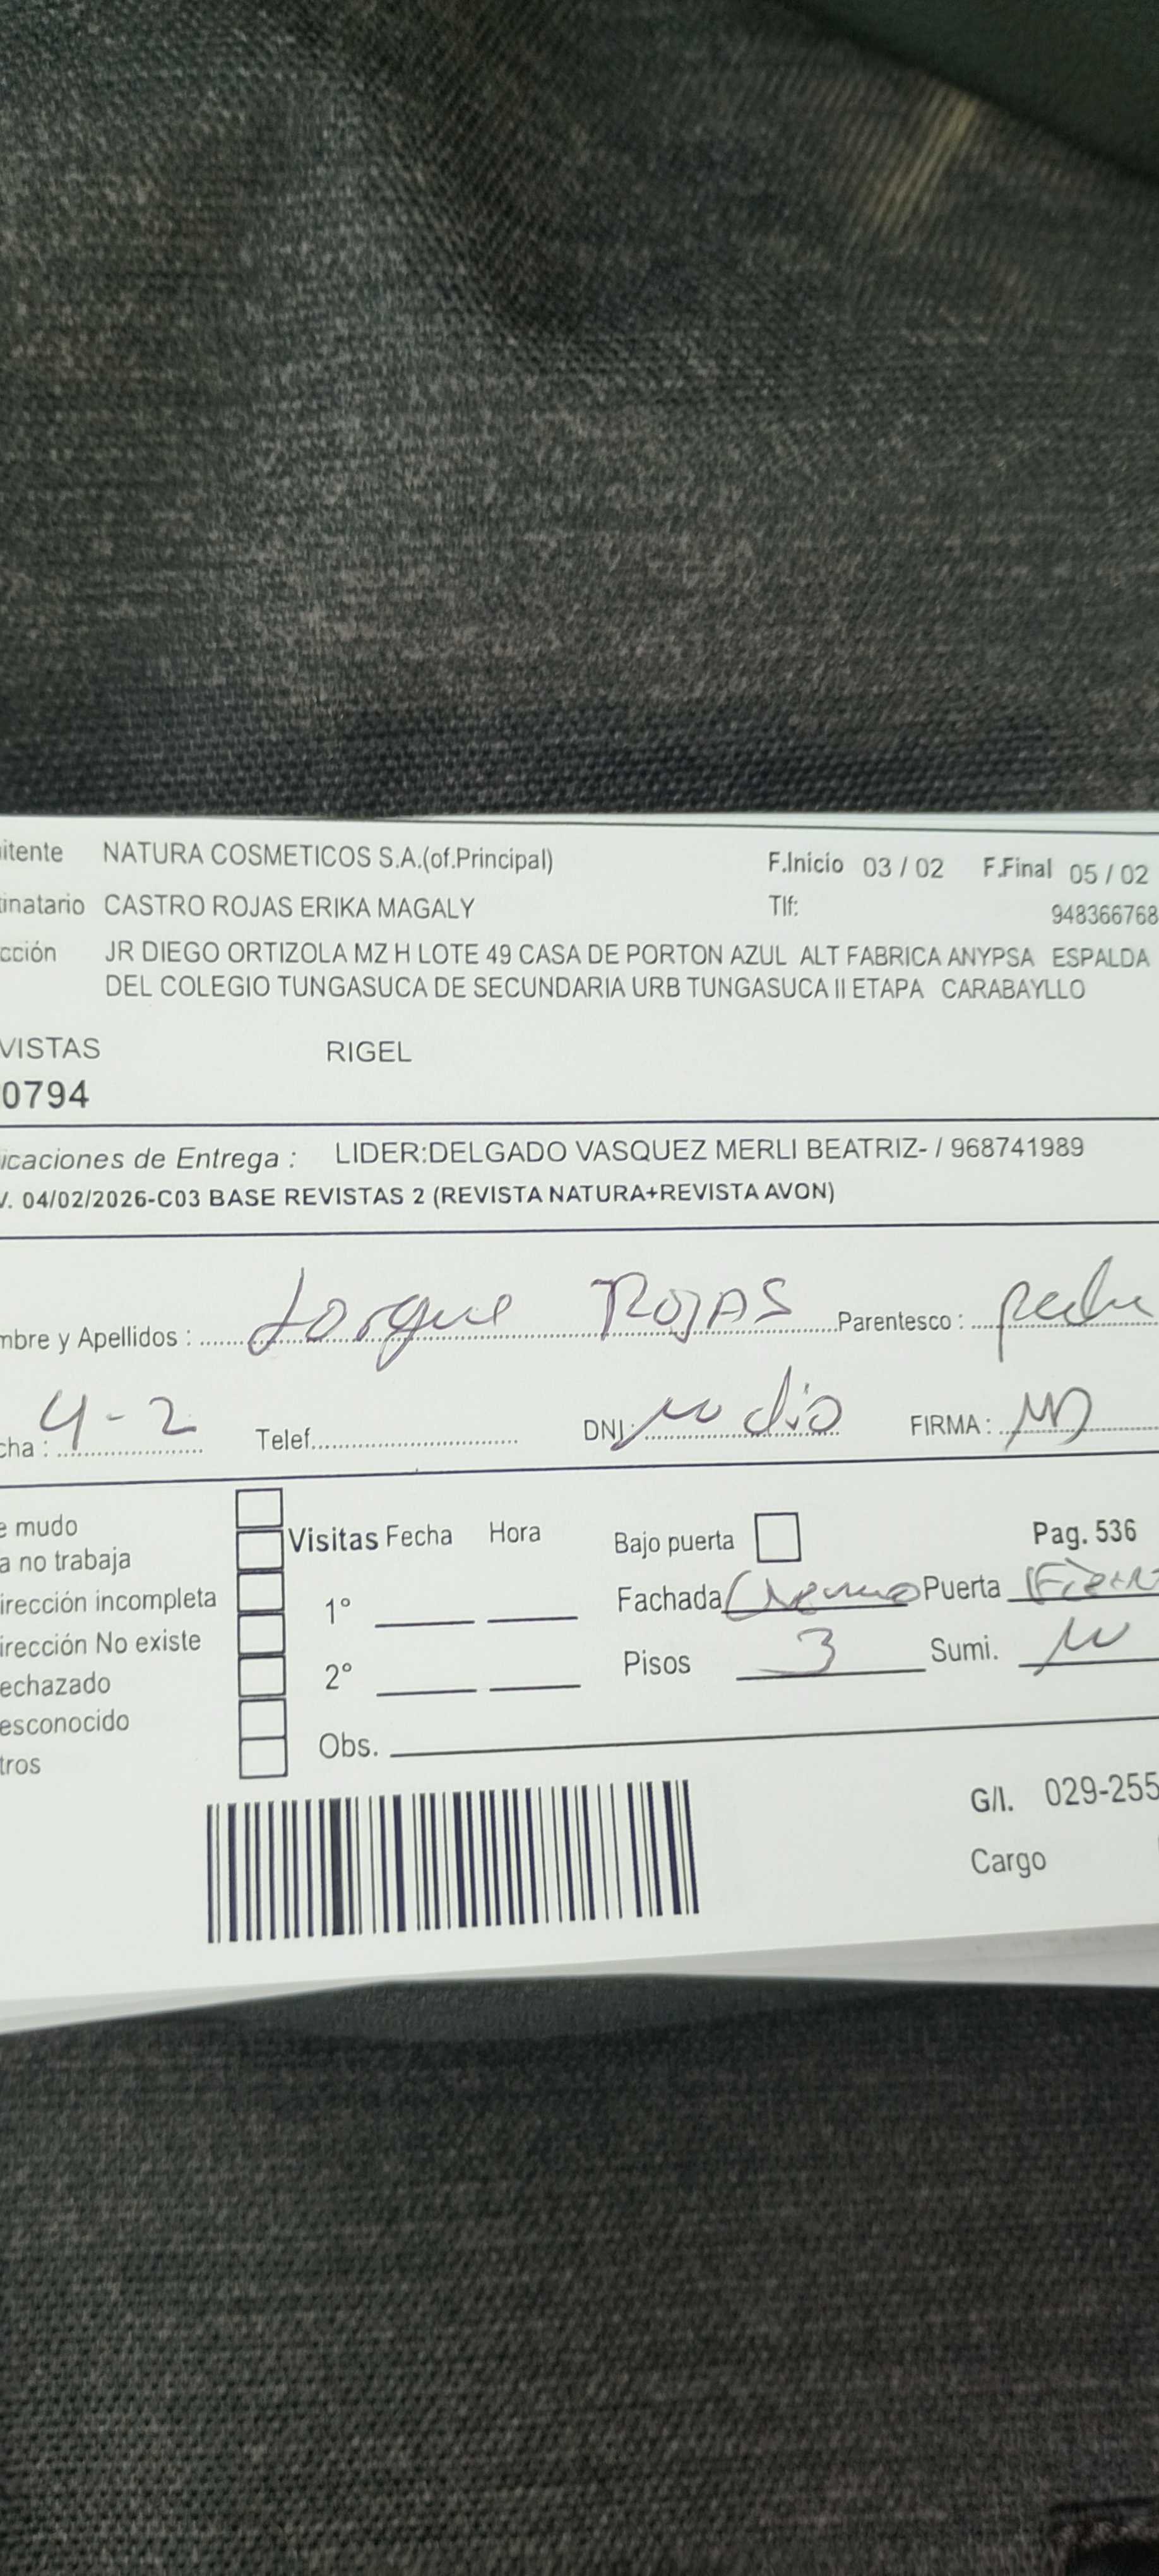 itente NATURA COSMETICOS S.A.(of.Principal) F.Inicio 03 / 02 F.Final 05 / 02
inatario CASTRO ROJAS ERIKA MAGALY Tlf: 948366768
cción JR DIEGO ORTIZOLA MZ H LOTE 49 CASA DE PORTON AZUL ALT FABRICA ANYPSA ESPALDA
DEL COLEGIO TUNGASUCA DE SECUNDARIA URB TUNGASUCA II ETAPA CARABAYLLO
VISTAS RIGEL
0794
icaciones de Entrega : LIDER:DELGADO VASQUEZ MERLI BEATRIZ- / 968741989
V. 04/02/2026-C03 BASE REVISTAS 2 (REVISTA NATURA+REVISTA AVON)
mbre y Apellidos : Jorque Rojas Parentesco :
cha : 4-2 Telef. DNI: no dio FIRMA :
e mudo
a no trabaja
irección incompleta
irección No existe
echazado
esconocido
tros
Visitas Fecha Hora
1°
2°
Obs.
Bajo puerta Pag. 536
Fachada Puerta Fierro
Pisos 3 Sumi.
G/I. 029-255
Cargo